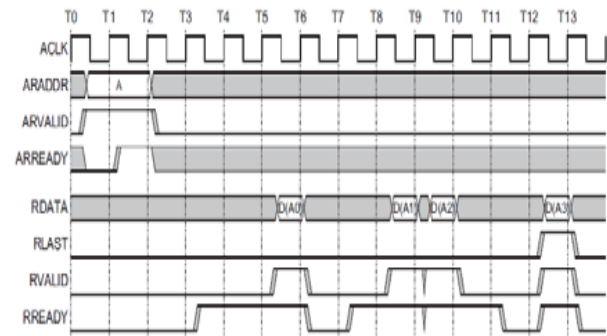 T0 T1 T2 T3 T4 T5 T6 T7 T8 T9 T10 T11 T12 T13
ACLK
ARADDR A
ARVALID
ARREADY
RDATA D(A0) D(A1) D(A2) D(A3)
RLAST
RVALID
RREADY